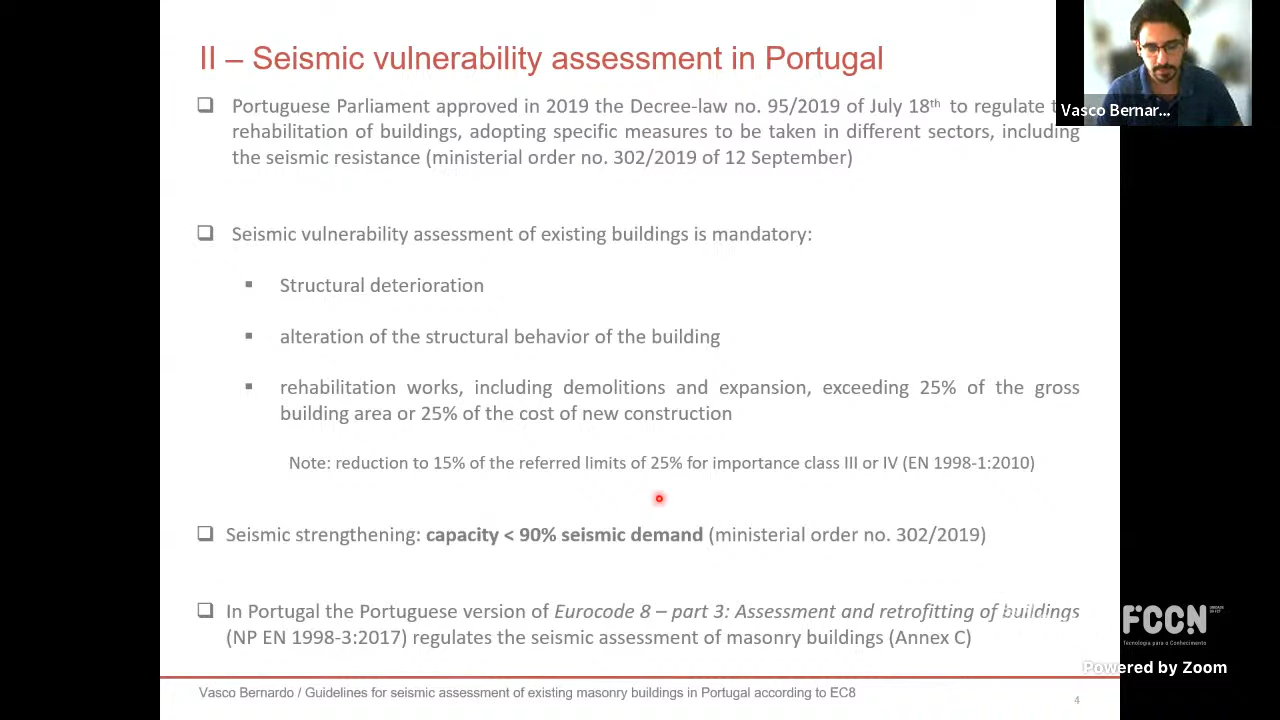 II – Seismic vulnerability assessment in Portugal
❑ Portuguese Parliament approved in 2019 the Decree-law no. 95/2019 of July 18th to regulate
rehabilitation of buildings, adopting specific measures to be taken in different sectors, including
the seismic resistance (ministerial order no. 302/2019 of 12 September)
❑ Seismic vulnerability assessment of existing buildings is mandatory:
▪ Structural deterioration
▪ alteration of the structural behavior of the building
▪ rehabilitation works, including demolitions and expansion, exceeding 25% of the gross
building area or 25% of the cost of new construction
Note: reduction to 15% of the referred limits of 25% for importance class III or IV (EN 1998-1:2010)
❑ Seismic strengthening: capacity < 90% seismic demand (ministerial order no. 302/2019)
❑ In Portugal the Portuguese version of Eurocode 8 – part 3: Assessment and retrofitting of buildings
(NP EN 1998-3:2017) regulates the seismic assessment of masonry buildings (Annex C)
Vasco Bernardo / Guidelines for seismic assessment of existing masonry buildings in Portugal according to EC8
4
Vasco Bernar...
FCCN
Tecnologia para o Conhecimento
Powered by Zoom